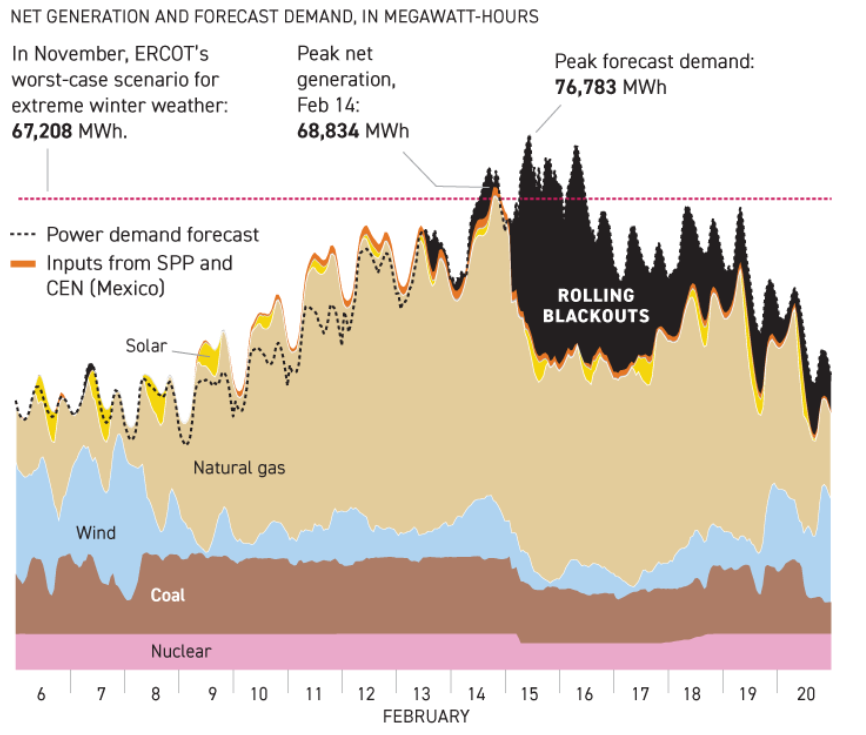 NET GENERATION AND FORECAST DEMAND, IN MEGAWATT-HOURS
In November, ERCOT’s
worst-case scenario for
extreme winter weather:
67,208 MWh.
Peak net
generation,
Feb 14:
68,834 MWh
Peak forecast demand:
76,783 MWh
Power demand forecast
Inputs from SPP and
CEN (Mexico)
Solar
ROLLING
BLACKOUTS
Natural gas
Wind
Coal
Nuclear
6 7 8 9 10 11 12 13 14 15 16 17 18 19 20
FEBRUARY